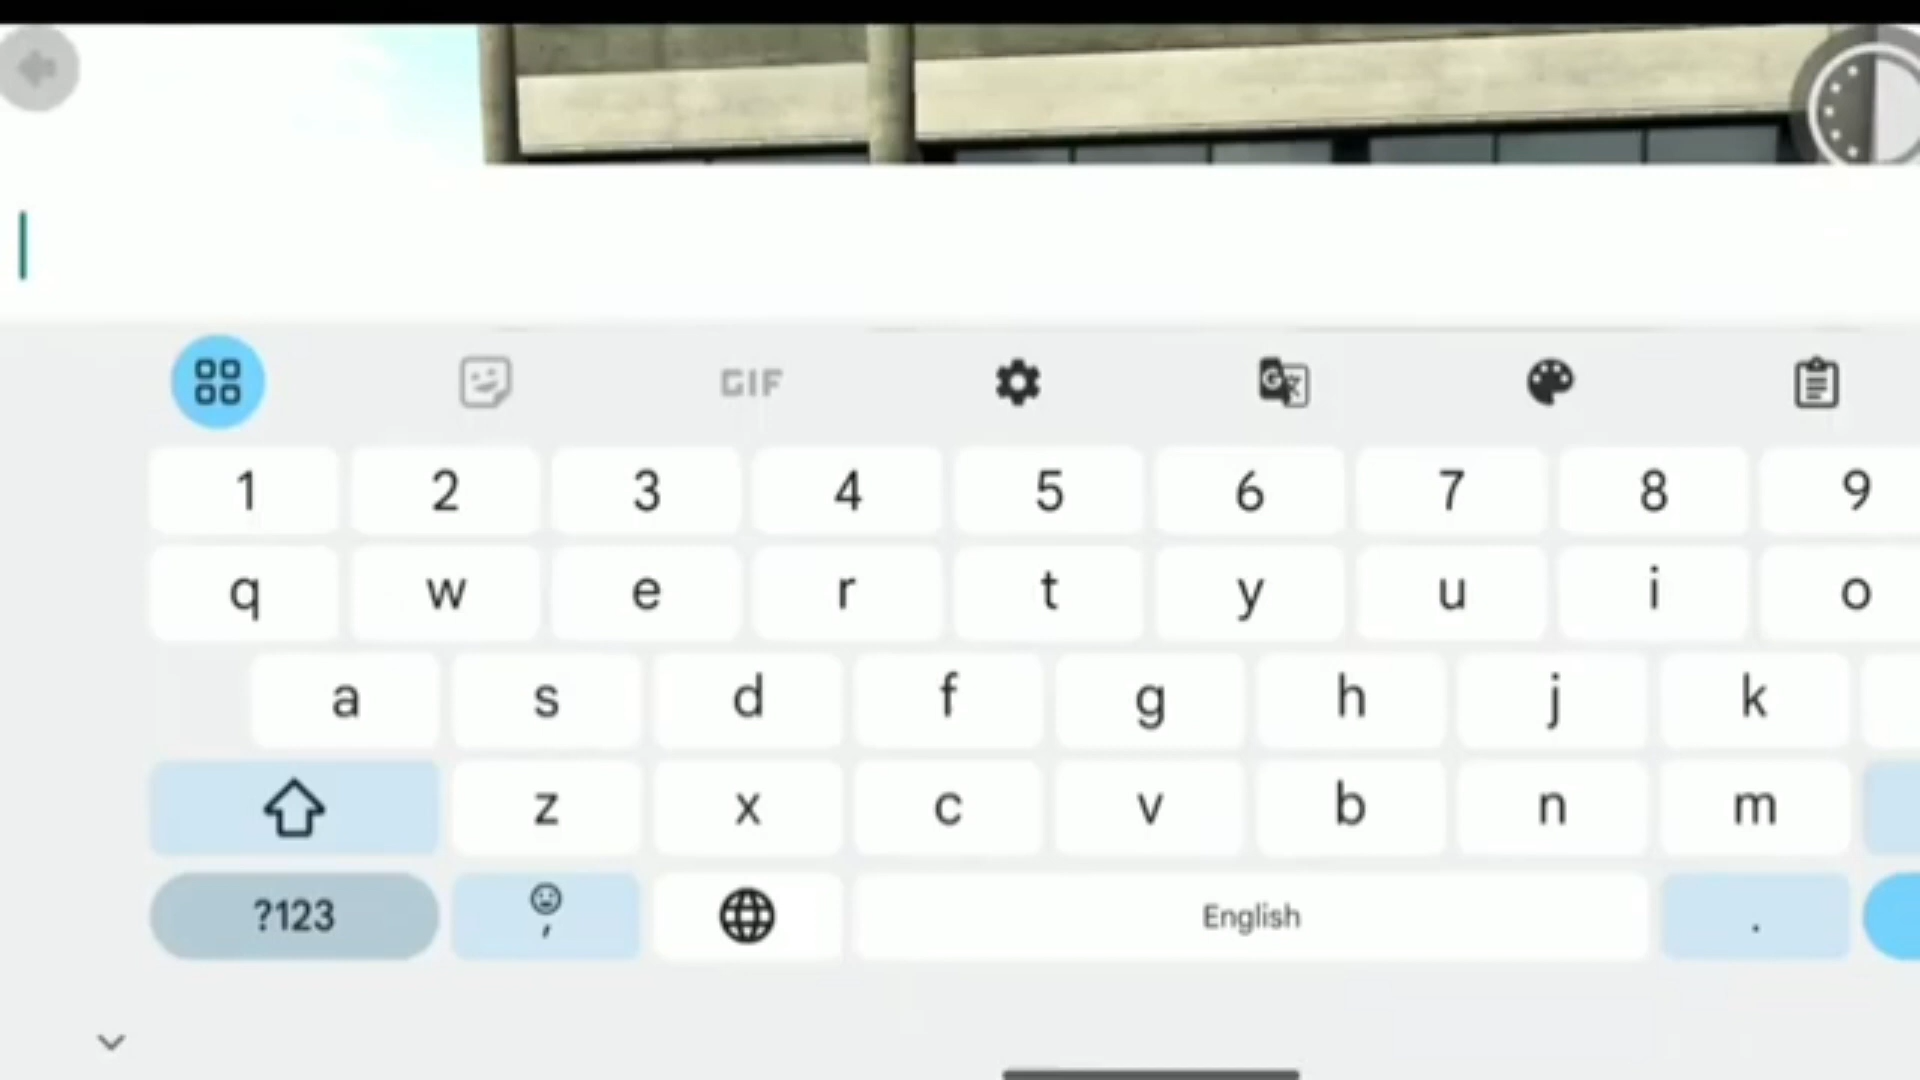 GIF
1 2 3 4 5 6 7 8 9
q w e r t y u i o
a s d f g h j k
z x c v b n m
?123 , English .